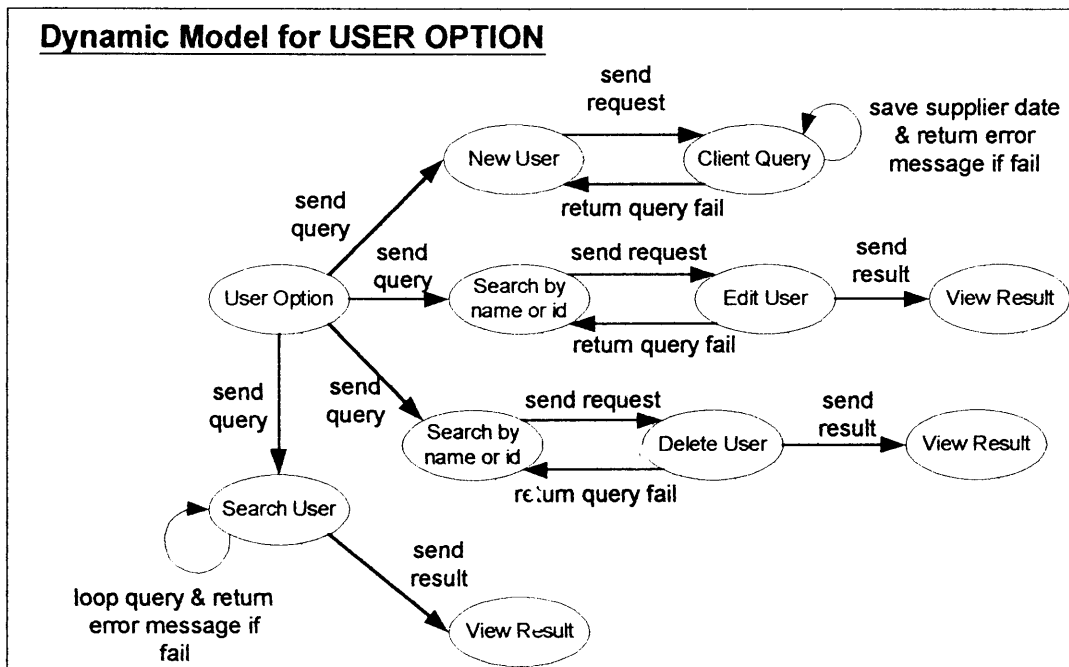 Dynamic Model for USER OPTION
send
request
save supplier date
& return error
message if fail
New User
Client Query
send
query
return query fail
send
query
send request
send
result
User Option
Search by
name or id
Edit User
View Result
return query fail
send
query
send
query
send request
send
result
Search by
name or id
Delete User
View Result
return query fail
Search User
send
result
loop query & return
error message if
fail
View Result